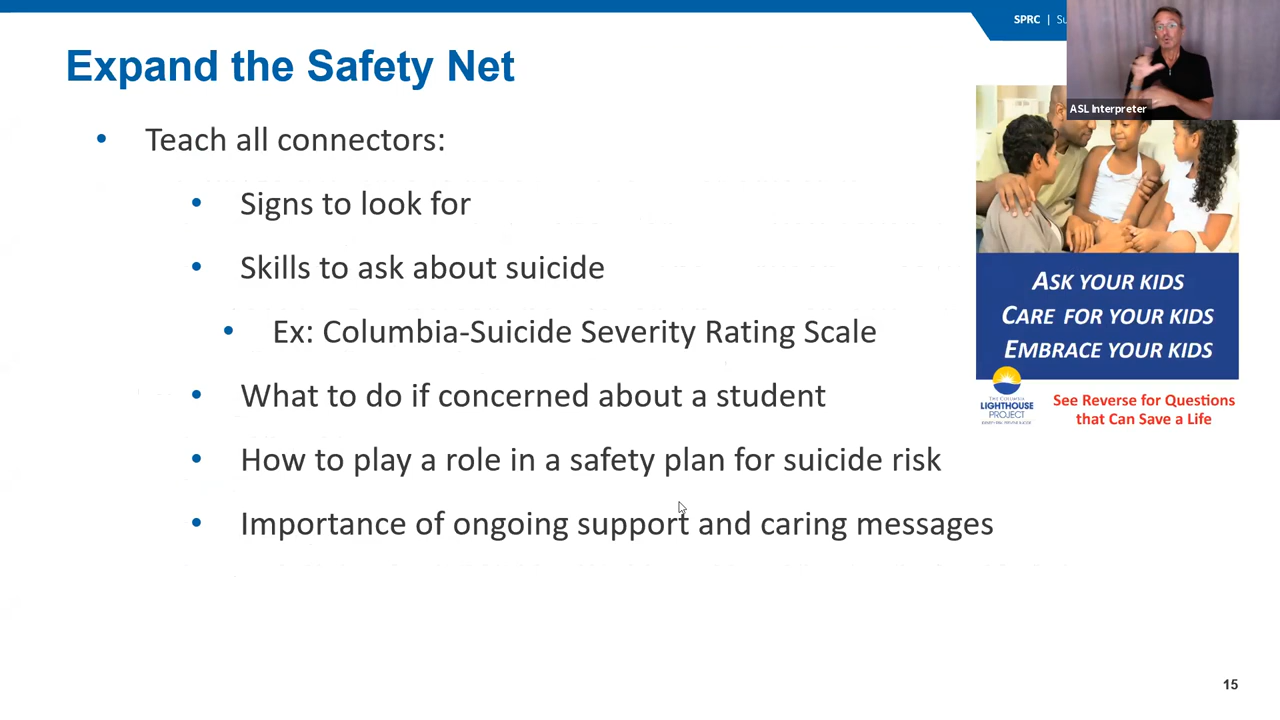 SPRC | Su
ASL Interpreter
Expand the Safety Net
• Teach all connectors:
• Signs to look for
• Skills to ask about suicide
• Ex: Columbia-Suicide Severity Rating Scale
• What to do if concerned about a student
• How to play a role in a safety plan for suicide risk
• Importance of ongoing support and caring messages
ASK YOUR KIDS
CARE FOR YOUR KIDS
EMBRACE YOUR KIDS
THE COLUMBIA
LIGHTHOUSE
PROJECT
See Reverse for Questions
that Can Save a Life
15